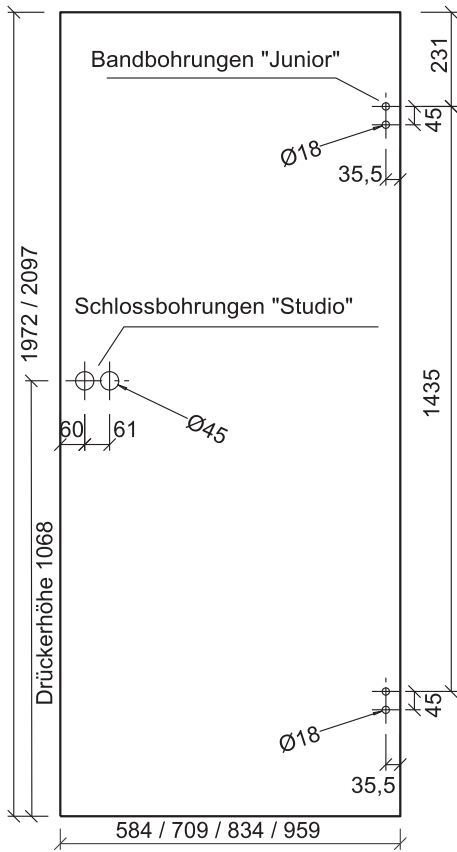 231
Bandbohrungen "Junior"
45
Ø18
35,5
1972 / 2097
Schlossbohrungen "Studio"
1435
60
61
Ø45
Drückerhöhe 1068
45
Ø18
35,5
584 / 709 / 834 / 959